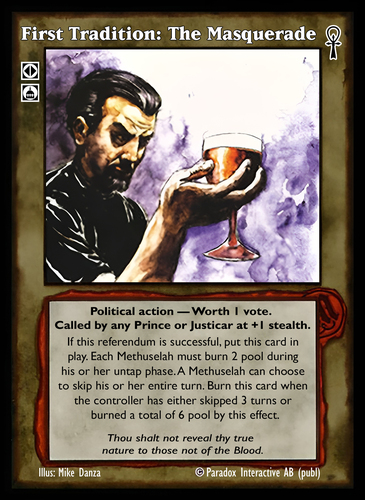 First Tradition: The Masquerade
Political action — Worth 1 vote.
Called by any Prince or Justicar at +1 stealth.
If this referendum is successful, put this card in
play. Each Methuselah must burn 2 pool during
his or her untap phase. A Methuselah can choose
to skip his or her entire turn. Burn this card when
the controller has either skipped 3 turns or
burned a total of 6 pool by this effect.
Thou shalt not reveal thy true
nature to those not of the Blood.
Illus: Mike Danza
© Paradox Interactive AB (publ)